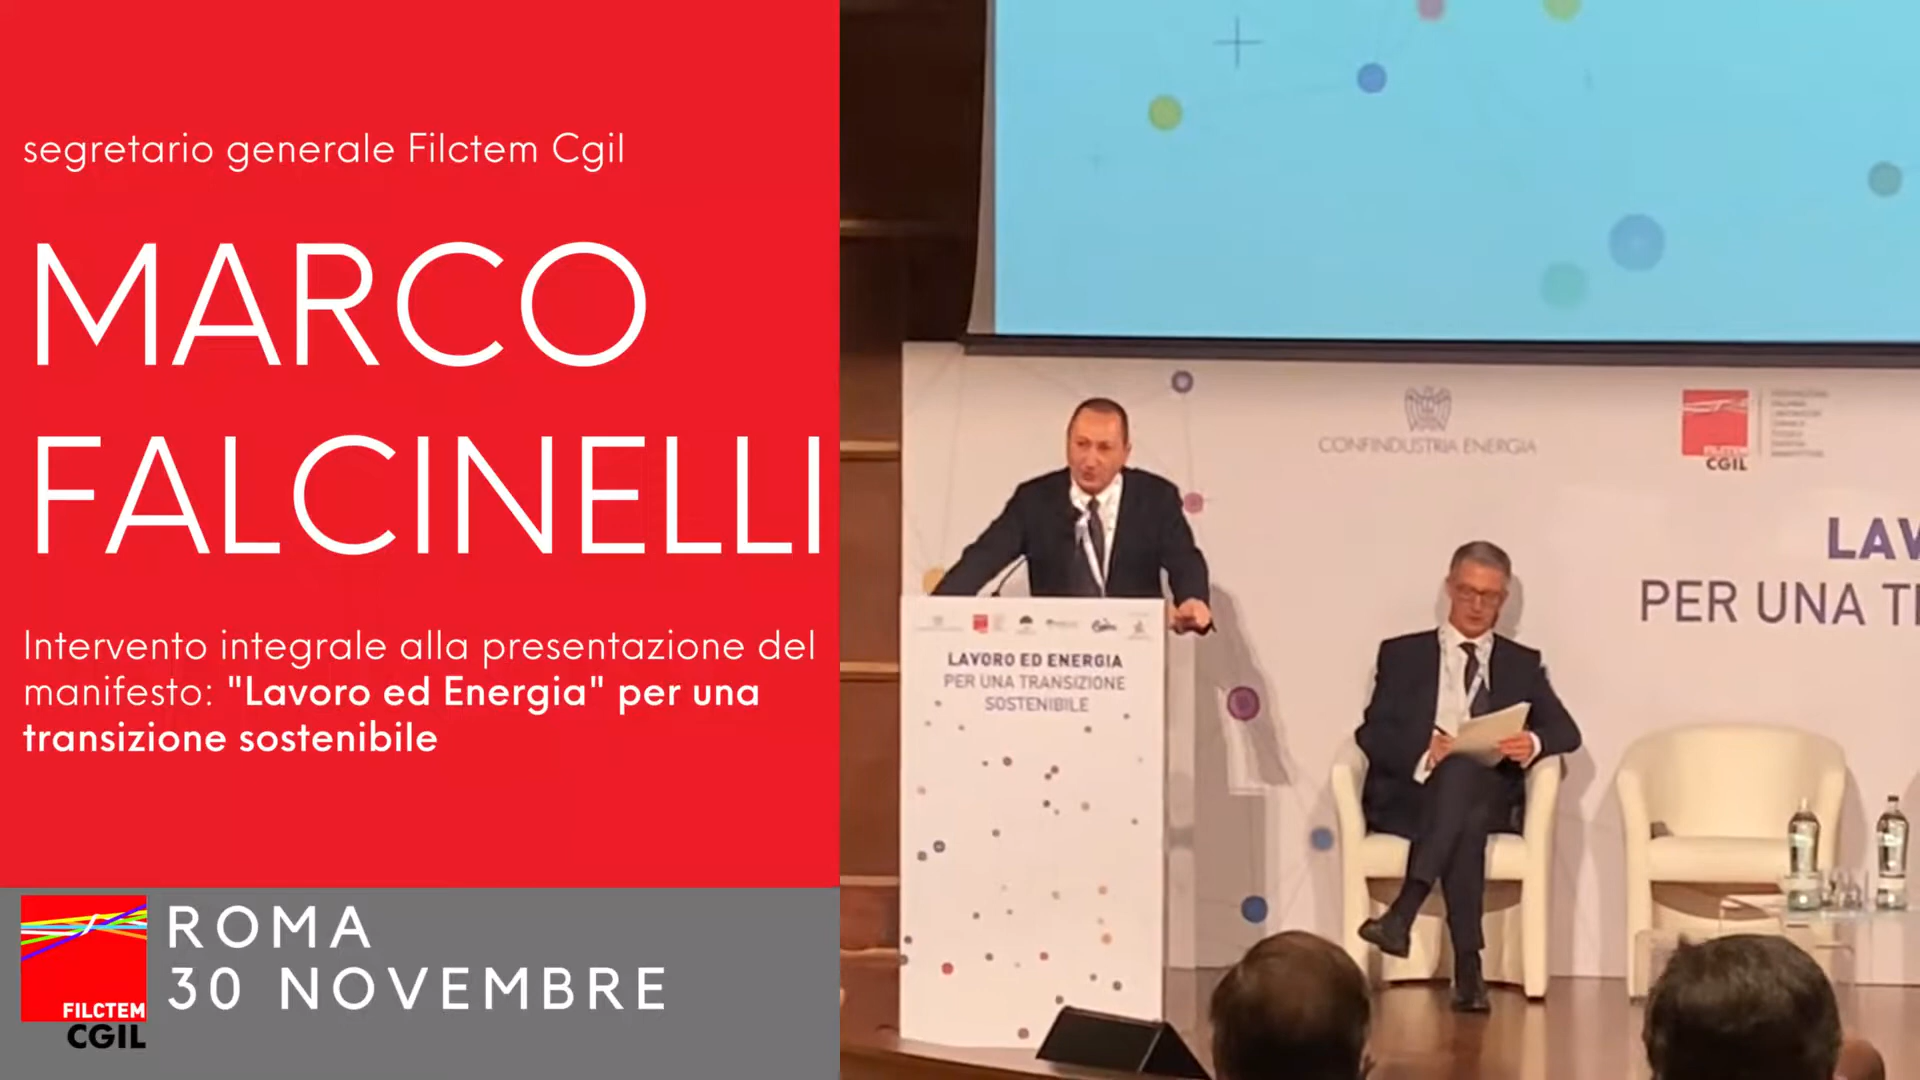 segretario generale Filctem Cgil
MARCO
FALCINELLI
Intervento integrale alla presentazione del
manifesto: "Lavoro ed Energia" per una
transizione sostenibile
FILCTEM
CGIL
ROMA
30 NOVEMBRE
CONFINDUSTRIA ENERGIA
FILCTEM
CGIL
LAV
PER UNA T
LAVORO ED ENERGIA
PER UNA TRANSIZIONE
SOSTENIBILE